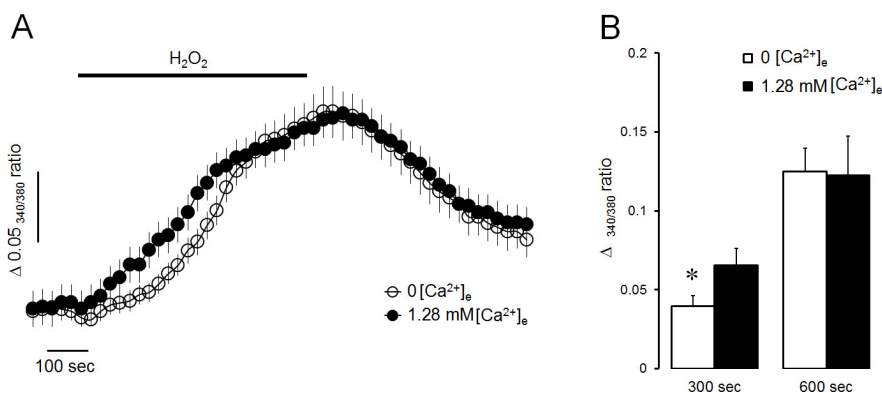 A
H₂O₂
Δ 0.05 340/380 ratio
0 [Ca²⁺]e
1.28 mM [Ca²⁺]e
100 sec
B
0.2
0 [Ca²⁺]e
1.28 mM [Ca²⁺]e
0.15
Δ 340/380 ratio
0.1
0.05
*
0
300 sec
600 sec